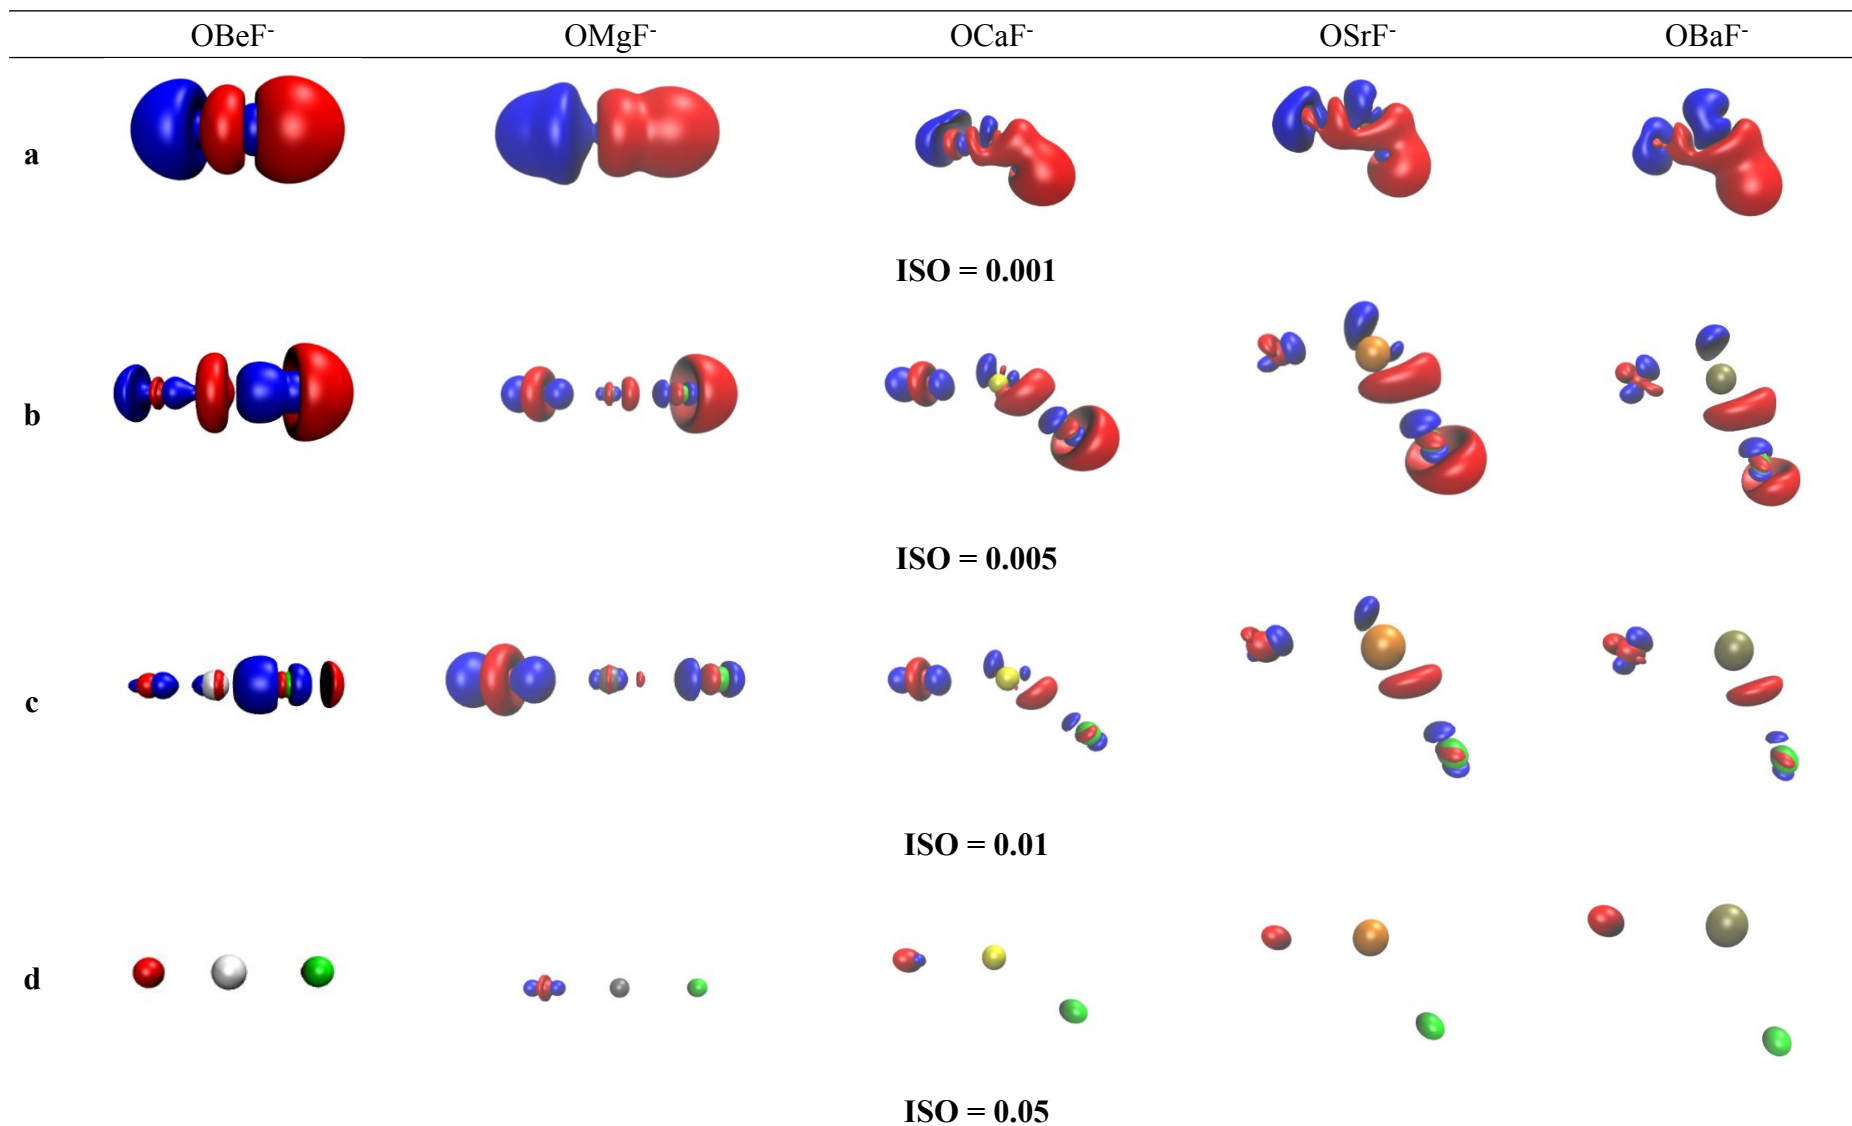 OBeF- OMgF- OCaF- OSrF- OBaF-
a
ISO = 0.001
b
ISO = 0.005
c
ISO = 0.01
d
ISO = 0.05